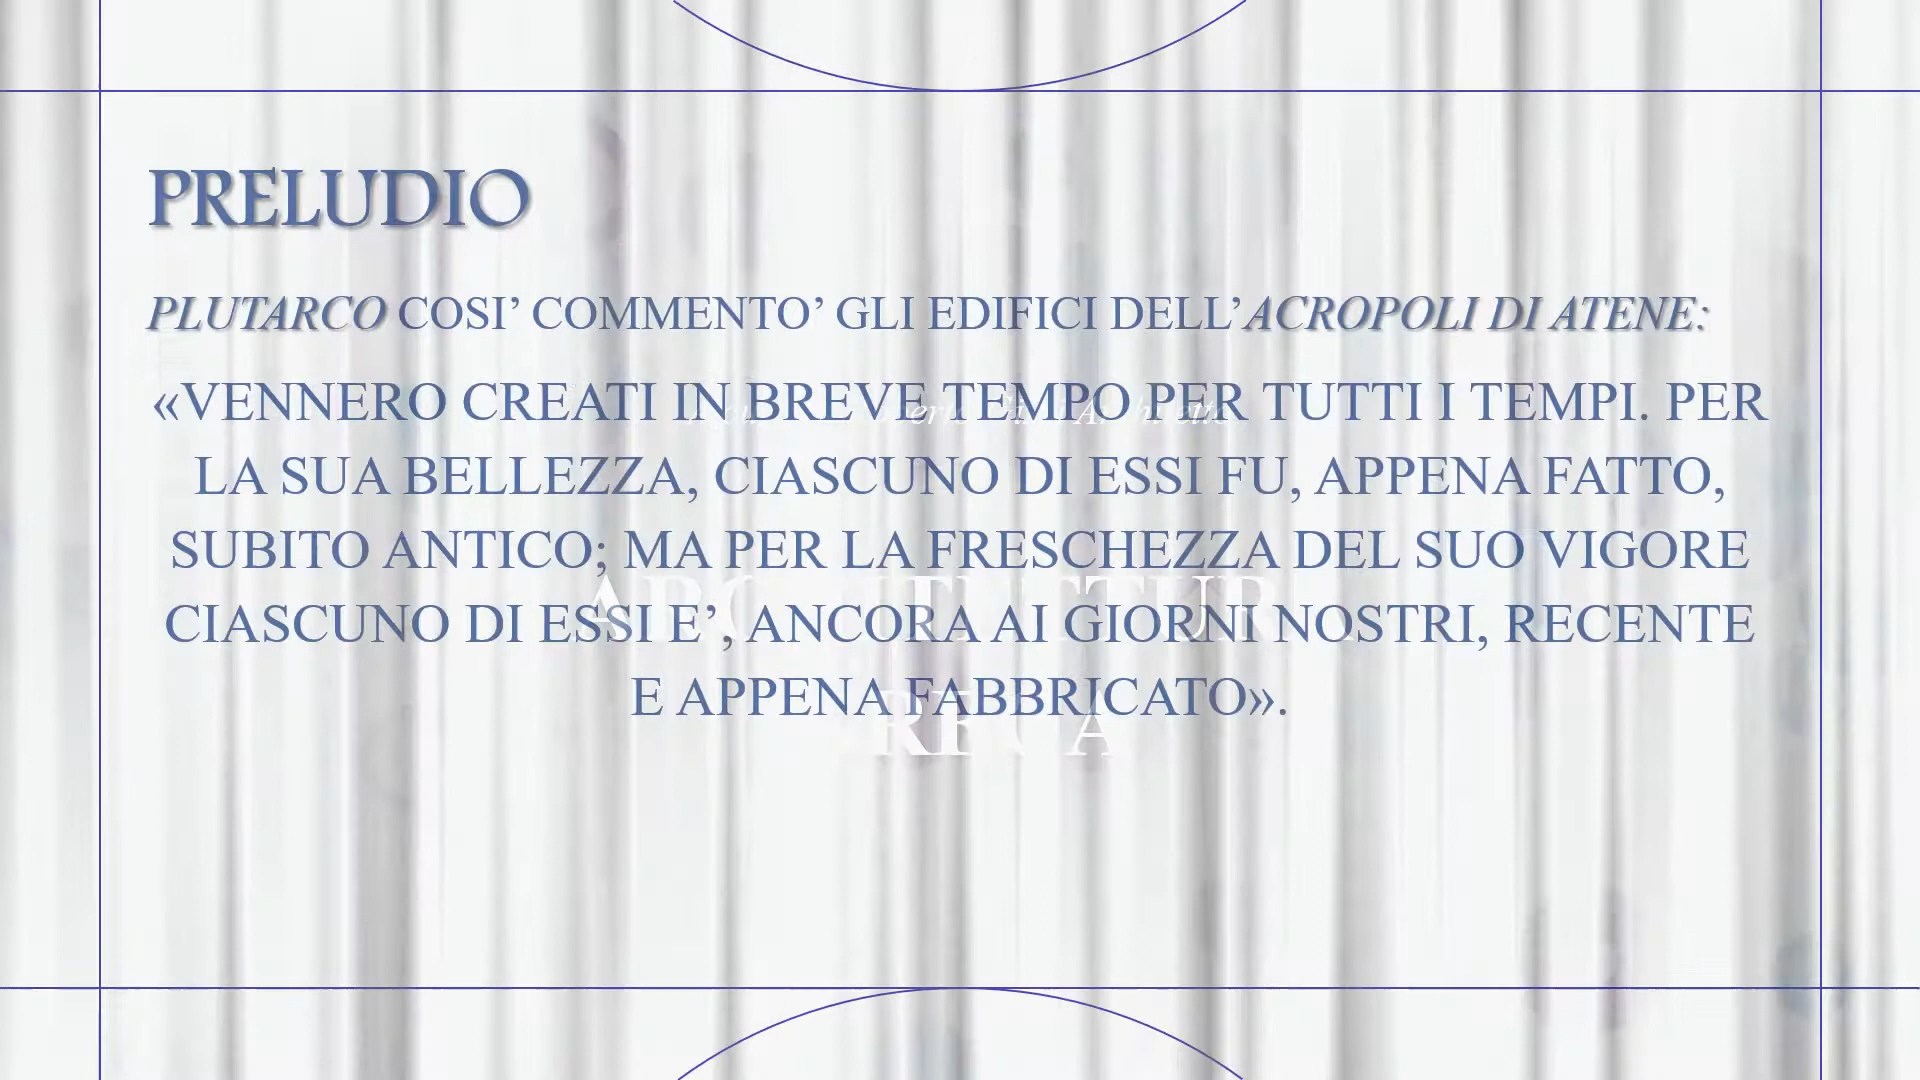 PRELUDIO
PLUTARCO COSI’ COMMENTO’ GLI EDIFICI DELL’ACROPOLI DI ATENE:
«VENNERO CREATI IN BREVE TEMPO PER TUTTI I TEMPI. PER
LA SUA BELLEZZA, CIASCUNO DI ESSI FU, APPENA FATTO,
SUBITO ANTICO; MA PER LA FRESCHEZZA DEL SUO VIGORE
CIASCUNO DI ESSI E’, ANCORA AI GIORNI NOSTRI, RECENTE
E APPENA FABBRICATO».